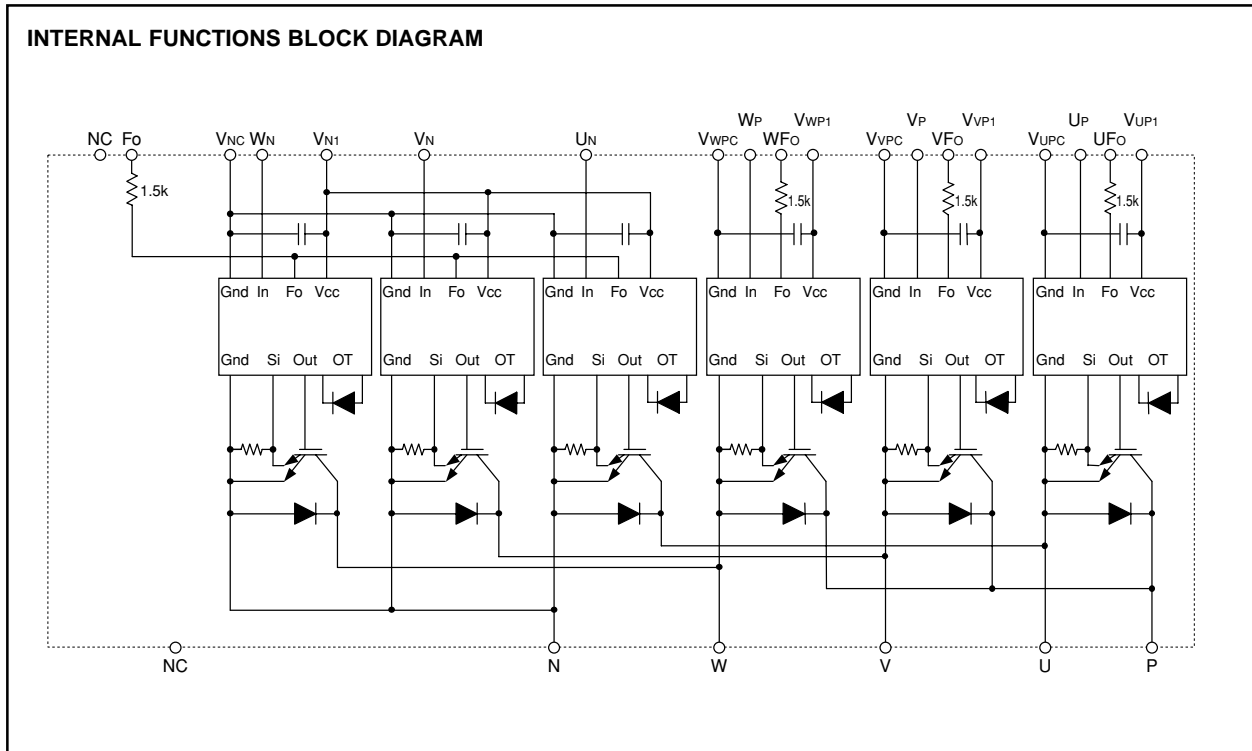 INTERNAL FUNCTIONS BLOCK DIAGRAM
WP VWP1 VP VVP1 UP VUP1
NC Fo VNC WN VN1 VN UN VWPC WFO VVPC VFO VUPC UFO
1.5k 1.5k 1.5k 1.5k
Gnd In Fo Vcc Gnd In Fo Vcc Gnd In Fo Vcc Gnd In Fo Vcc Gnd In Fo Vcc Gnd In Fo Vcc
Gnd Si Out OT Gnd Si Out OT Gnd Si Out OT Gnd Si Out OT Gnd Si Out OT Gnd Si Out OT
NC N W V U P